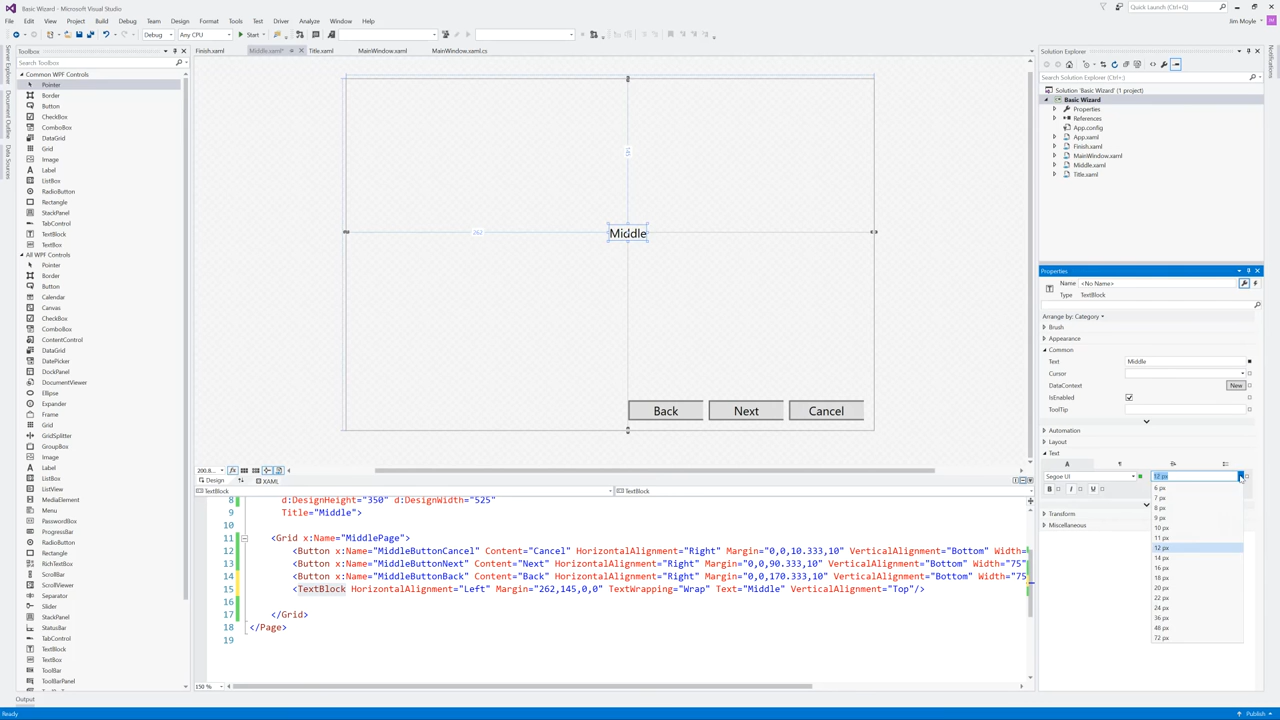 Basic Wizard - Microsoft Visual Studio
Quick Launch (Ctrl+Q)
File Edit View Project Build Debug Team Design Format Tools Test Driver Analyze Window Help
Jim Moyle
Debug Any CPU Start
Toolbox
Finish.xaml Middle.xaml* Title.xaml MainWindow.xaml MainWindow.xaml.cs
Search Toolbox
Server Explorer
Document Outline
Data Sources
Common WPF Controls
Pointer
Border
Button
CheckBox
ComboBox
DataGrid
Grid
Image
Label
ListBox
RadioButton
Rectangle
StackPanel
TabControl
TextBlock
TextBox
All WPF Controls
Pointer
Border
Button
Calendar
Canvas
CheckBox
ComboBox
ContentControl
DataGrid
DatePicker
DockPanel
DocumentViewer
Ellipse
Expander
Frame
Grid
GridSplitter
GroupBox
Image
Label
ListBox
ListView
MediaElement
Menu
PasswordBox
ProgressBar
RadioButton
Rectangle
RichTextBox
ScrollBar
ScrollViewer
Separator
Slider
StackPanel
StatusBar
TabControl
TextBlock
TextBox
ToolBar
ToolBarPanel
145
262
Middle
Back Next Cancel
200.8...
Design XAML
TextBlock TextBlock
8 d:DesignHeight="350" d:DesignWidth="525"
9 Title="Middle">
10
11 <Grid x:Name="MiddlePage">
12 <Button x:Name="MiddleButtonCancel" Content="Cancel" HorizontalAlignment="Right" Margin="0,0,10.333,10" VerticalAlignment="Bottom" Width=
13 <Button x:Name="MiddleButtonNext" Content="Next" HorizontalAlignment="Right" Margin="0,0,90.333,10" VerticalAlignment="Bottom" Width="75
14 <Button x:Name="MiddleButtonBack" Content="Back" HorizontalAlignment="Right" Margin="0,0,170.333,10" VerticalAlignment="Bottom" Width="75
15 <TextBlock HorizontalAlignment="Left" Margin="262,145,0,0" TextWrapping="Wrap" Text="Middle" VerticalAlignment="Top"/>
16
17 </Grid>
18 </Page>
19
150 %
Solution Explorer
Search Solution Explorer (Ctrl+;)
Solution 'Basic Wizard' (1 project)
Basic Wizard
Properties
References
App.config
App.xaml
Finish.xaml
MainWindow.xaml
Middle.xaml
Title.xaml
Notifications
Properties
Name <No Name>
Type TextBlock
Arrange by: Category
Brush
Appearance
Common
Text Middle
Cursor
DataContext New
IsEnabled
ToolTip
Automation
Layout
Text
A ¶
Segoe UI 12 px
B I U
6 px
7 px
8 px
9 px
10 px
11 px
12 px
14 px
16 px
18 px
20 px
22 px
24 px
36 px
48 px
72 px
Transform
Miscellaneous
Output
Ready
Publish